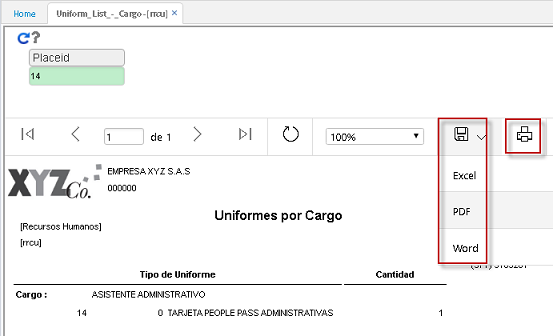 Home
Uniform_List_-_Cargo-[rrcu] ×
?
Placeid
14
1 de 1
100%
Excel
PDF
Word
XYZ Co.
EMPRESA XYZ S.A.S
000000
Uniformes por Cargo
[Recursos Humanos]
[rrcu]
Tipo de Uniforme Cantidad
Cargo : ASISTENTE ADMINISTRATIVO
14 0 TARJETA PEOPLE PASS ADMINISTRATIVAS 1